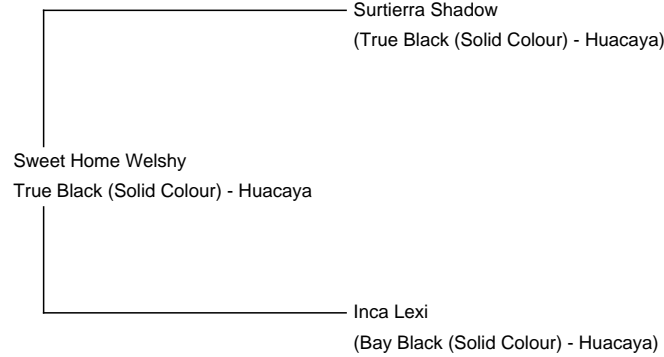 Surtierra Shadow
(True Black (Solid Colour) - Huacaya)
Sweet Home Welshy
True Black (Solid Colour) - Huacaya
Inca Lexi
(Bay Black (Solid Colour) - Huacaya)